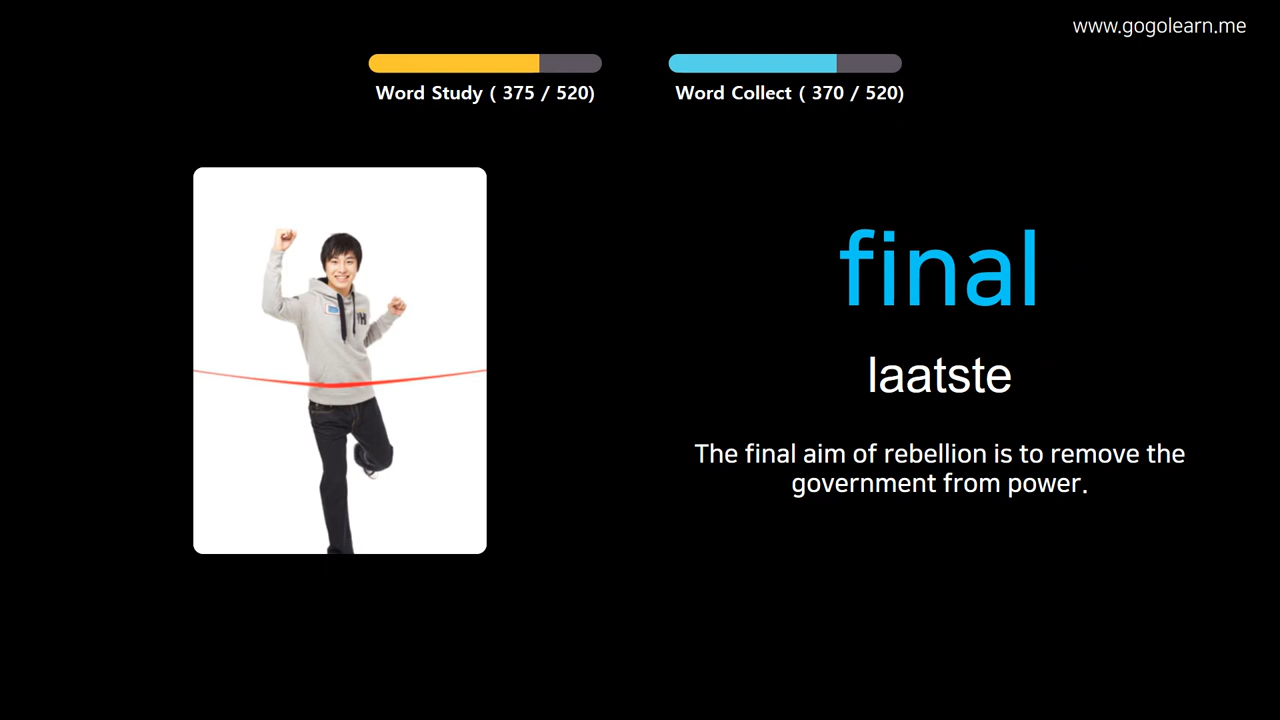 www.gogolearn.me
Word Study ( 375 / 520)
Word Collect ( 370 / 520)
final
laatste
The final aim of rebellion is to remove the
government from power.